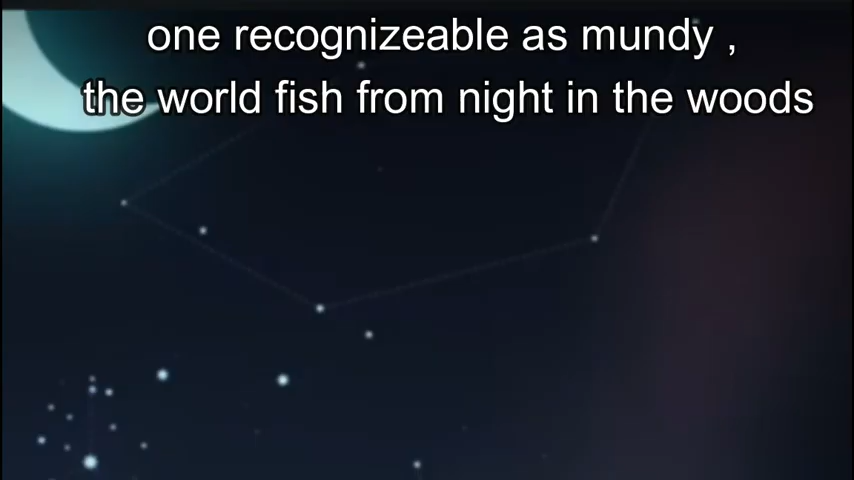 one recognizeable as mundy ,
the world fish from night in the woods